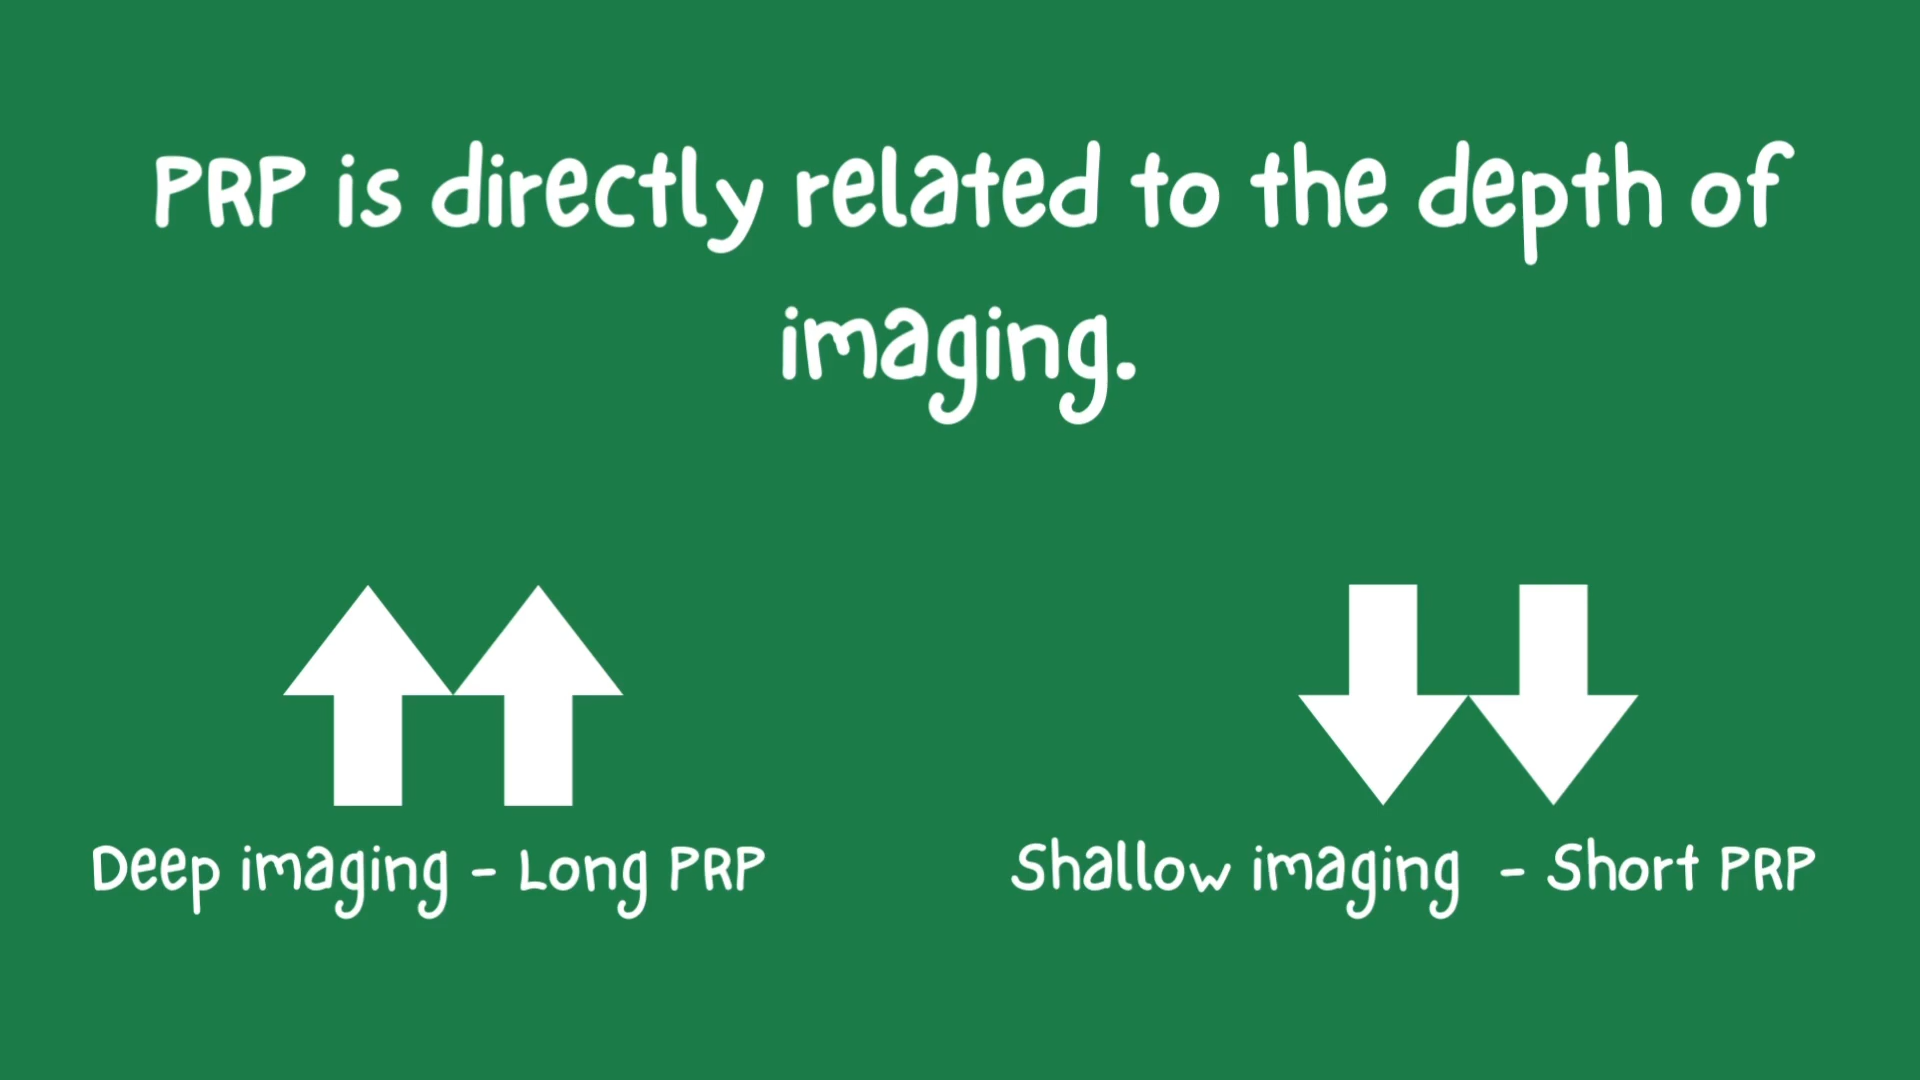 PRP is directly related to the depth of
imaging.
Deep imaging - Long PRP
Shallow imaging - Short PRP